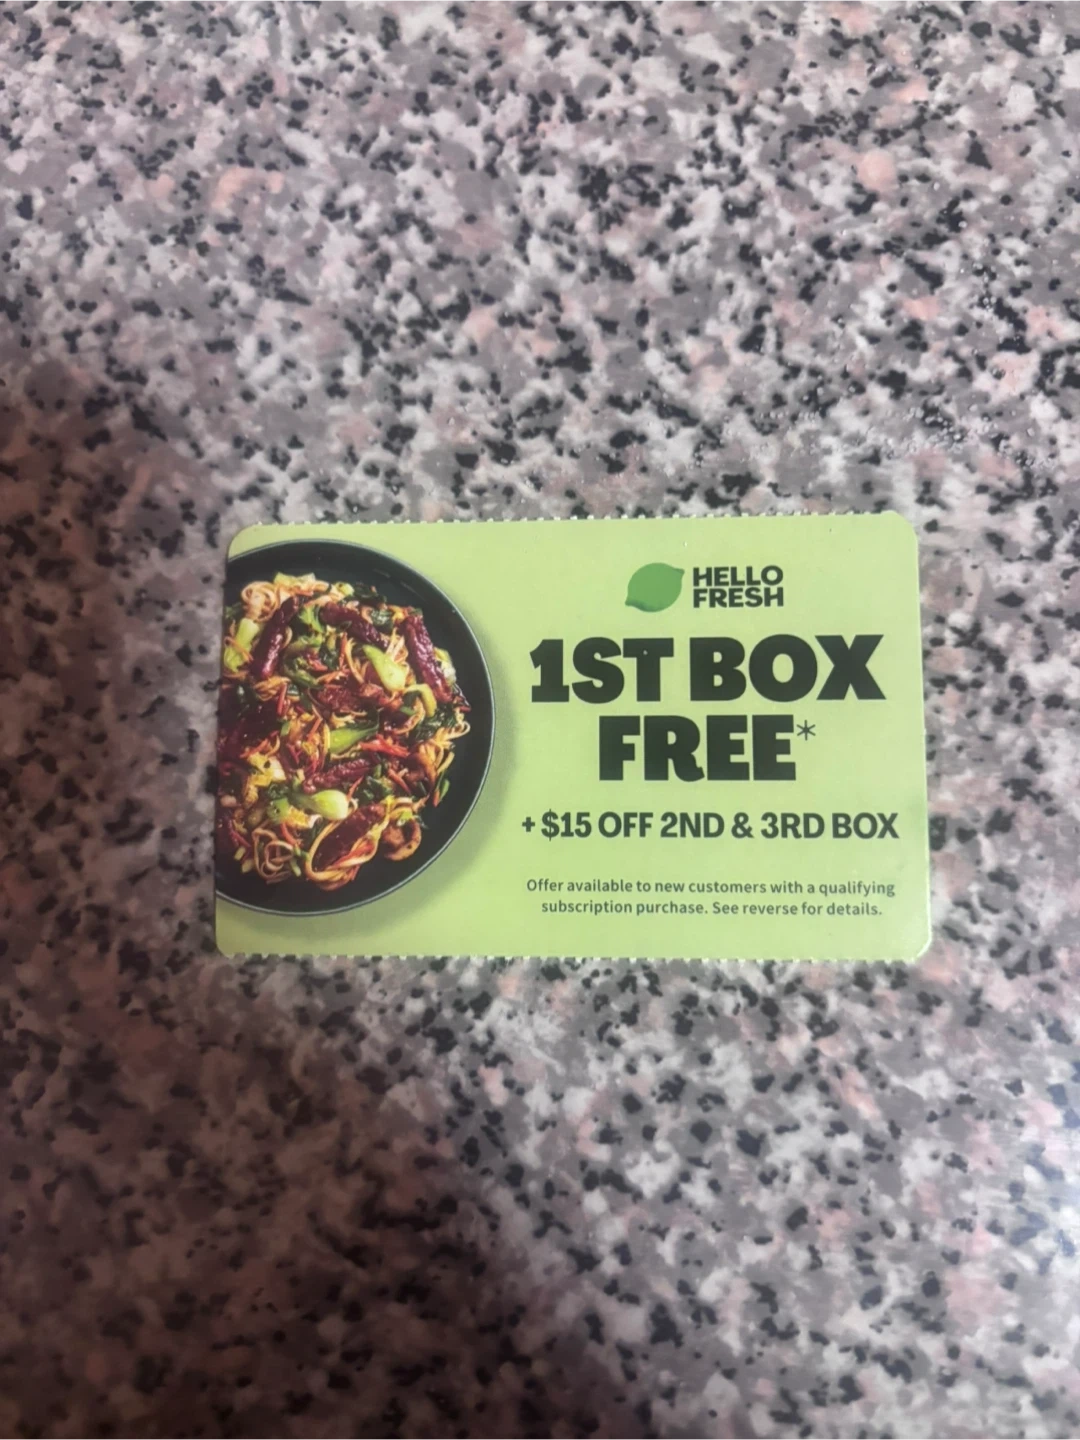 HELLO
FRESH
1ST BOX
FREE*
+ $15 OFF 2ND & 3RD BOX
Offer available to new customers with a qualifying
subscription purchase. See reverse for details.